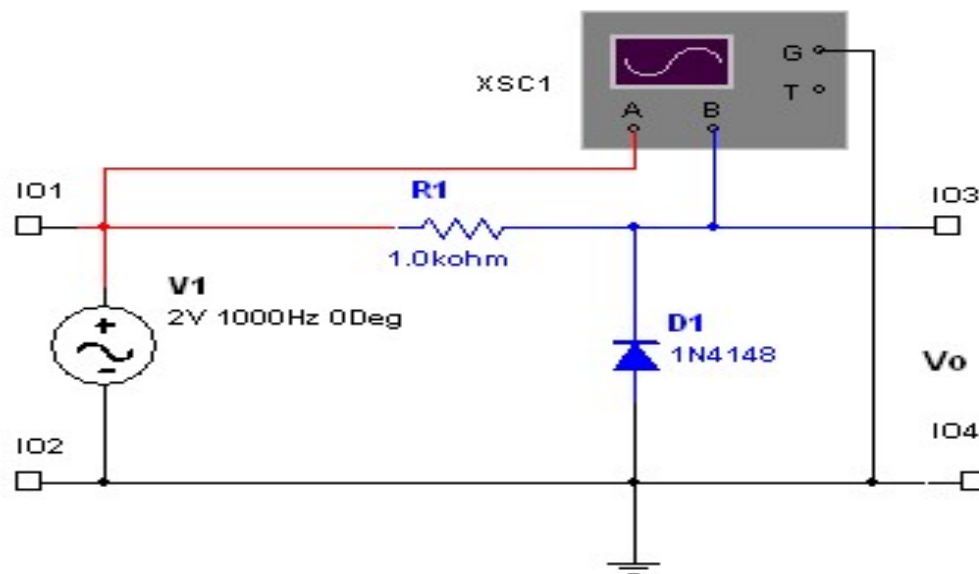 G
XSC1
T
A B
IO1
R1
IO3
1.0kohm
V1
2V 1000Hz 0Deg
D1
1N4148
Vo
IO2
IO4